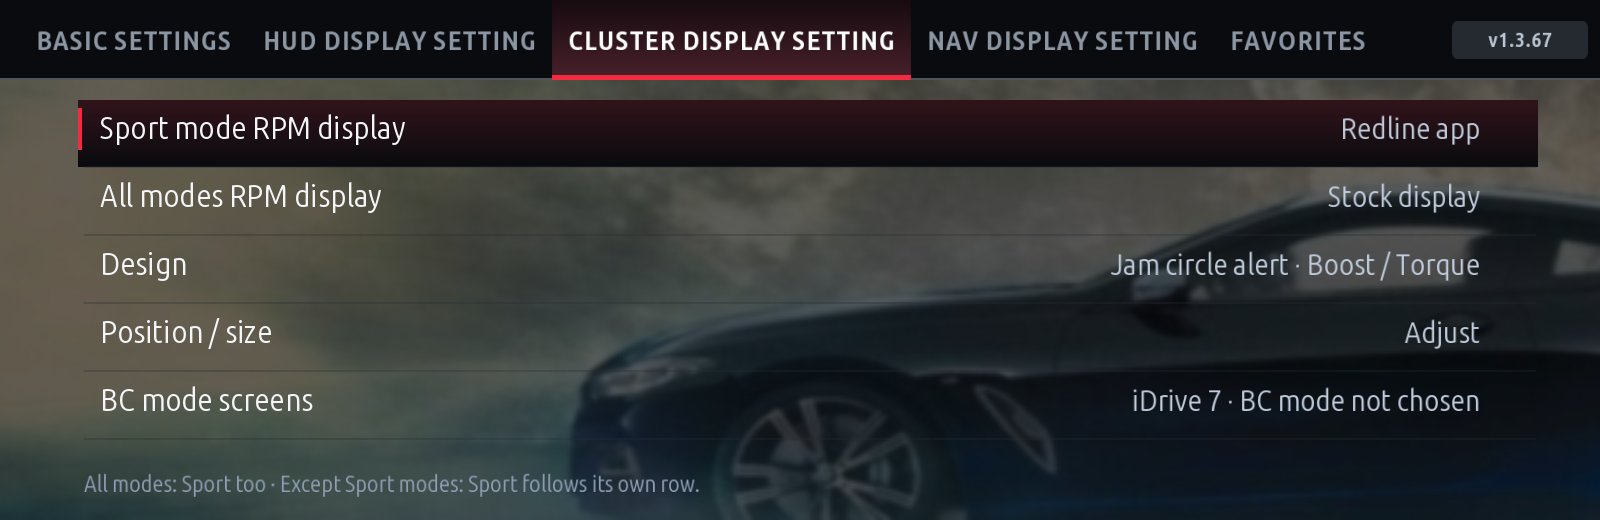 BASIC SETTINGS HUD DISPLAY SETTING CLUSTER DISPLAY SETTING NAV DISPLAY SETTING FAVORITES v1.3.67
Sport mode RPM display Redline app
All modes RPM display Stock display
Design Jam circle alert · Boost / Torque
Position / size Adjust
BC mode screens iDrive 7 · BC mode not chosen
All modes: Sport too · Except Sport modes: Sport follows its own row.